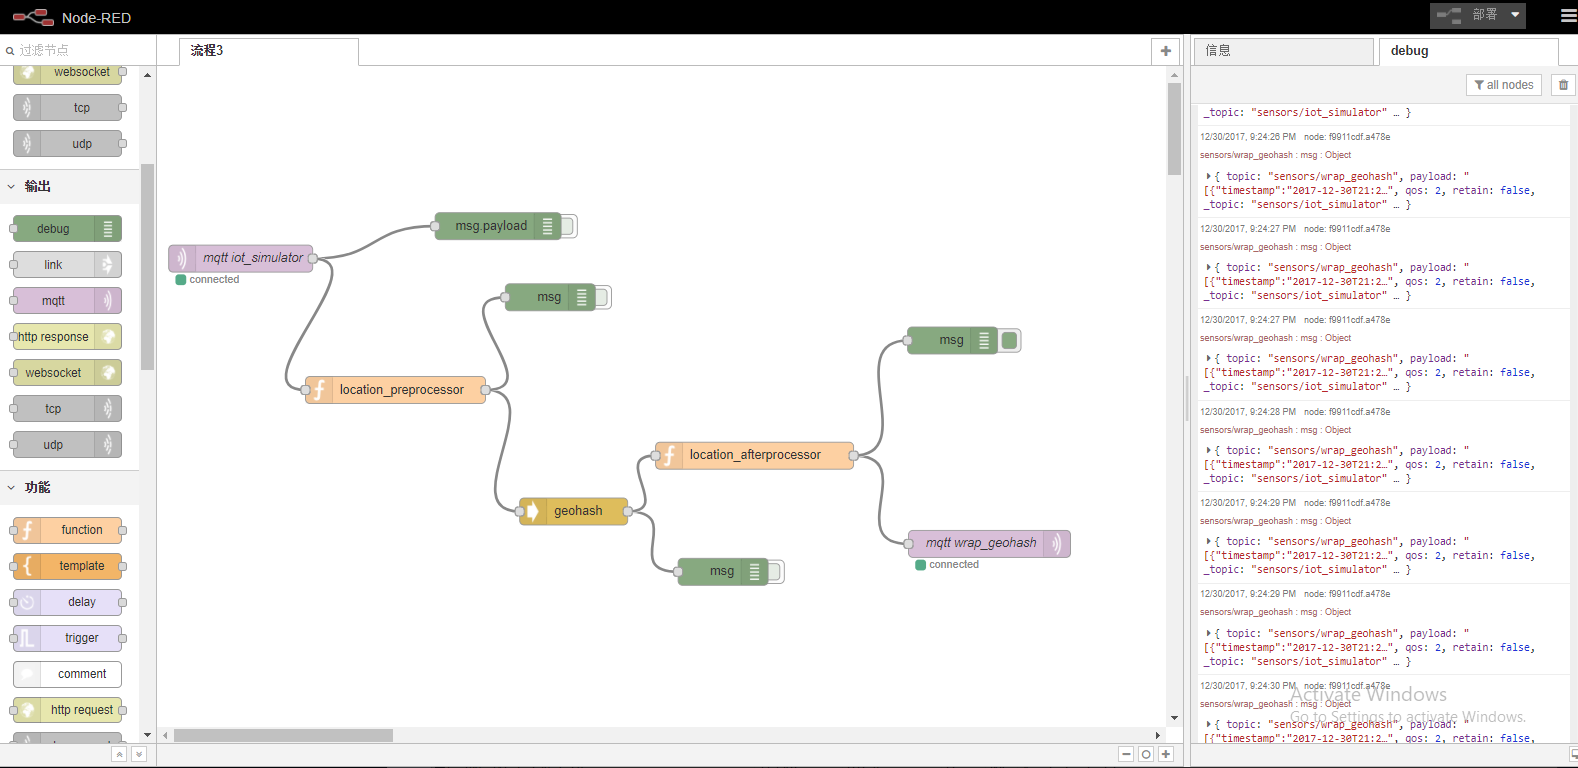 Node-RED
部署
过滤节点
websocket
tcp
udp
输出
debug
link
mqtt
http response
websocket
tcp
udp
功能
function
template
delay
trigger
comment
http request
流程3
mqtt iot_simulator
connected
msg.payload
msg
location_preprocessor
geohash
msg
location_afterprocessor
msg
mqtt wrap_geohash
connected
信息
debug
all nodes
_topic: "sensors/iot_simulator" … }
12/30/2017, 9:24:26 PM node: f9911cdf.a478e
sensors/wrap_geohash : msg : Object
{ topic: "sensors/wrap_geohash", payload: "
[{"timestamp":"2017-12-30T21:2…", qos: 2, retain: false,
_topic: "sensors/iot_simulator" … }
12/30/2017, 9:24:27 PM node: f9911cdf.a478e
sensors/wrap_geohash : msg : Object
{ topic: "sensors/wrap_geohash", payload: "
[{"timestamp":"2017-12-30T21:2…", qos: 2, retain: false,
_topic: "sensors/iot_simulator" … }
12/30/2017, 9:24:27 PM node: f9911cdf.a478e
sensors/wrap_geohash : msg : Object
{ topic: "sensors/wrap_geohash", payload: "
[{"timestamp":"2017-12-30T21:2…", qos: 2, retain: false,
_topic: "sensors/iot_simulator" … }
12/30/2017, 9:24:28 PM node: f9911cdf.a478e
sensors/wrap_geohash : msg : Object
{ topic: "sensors/wrap_geohash", payload: "
[{"timestamp":"2017-12-30T21:2…", qos: 2, retain: false,
_topic: "sensors/iot_simulator" … }
12/30/2017, 9:24:29 PM node: f9911cdf.a478e
sensors/wrap_geohash : msg : Object
{ topic: "sensors/wrap_geohash", payload: "
[{"timestamp":"2017-12-30T21:2…", qos: 2, retain: false,
_topic: "sensors/iot_simulator" … }
12/30/2017, 9:24:29 PM node: f9911cdf.a478e
sensors/wrap_geohash : msg : Object
{ topic: "sensors/wrap_geohash", payload: "
[{"timestamp":"2017-12-30T21:2…", qos: 2, retain: false,
_topic: "sensors/iot_simulator" … }
12/30/2017, 9:24:30 PM node: f9911cdf.a478e
sensors/wrap_geohash : msg : Object
{ topic: "sensors/wrap_geohash", payload: "
[{"timestamp":"2017-12-30T21:2…", qos: 2, retain: false,
Activate Windows
Go to Settings to activate Windows.